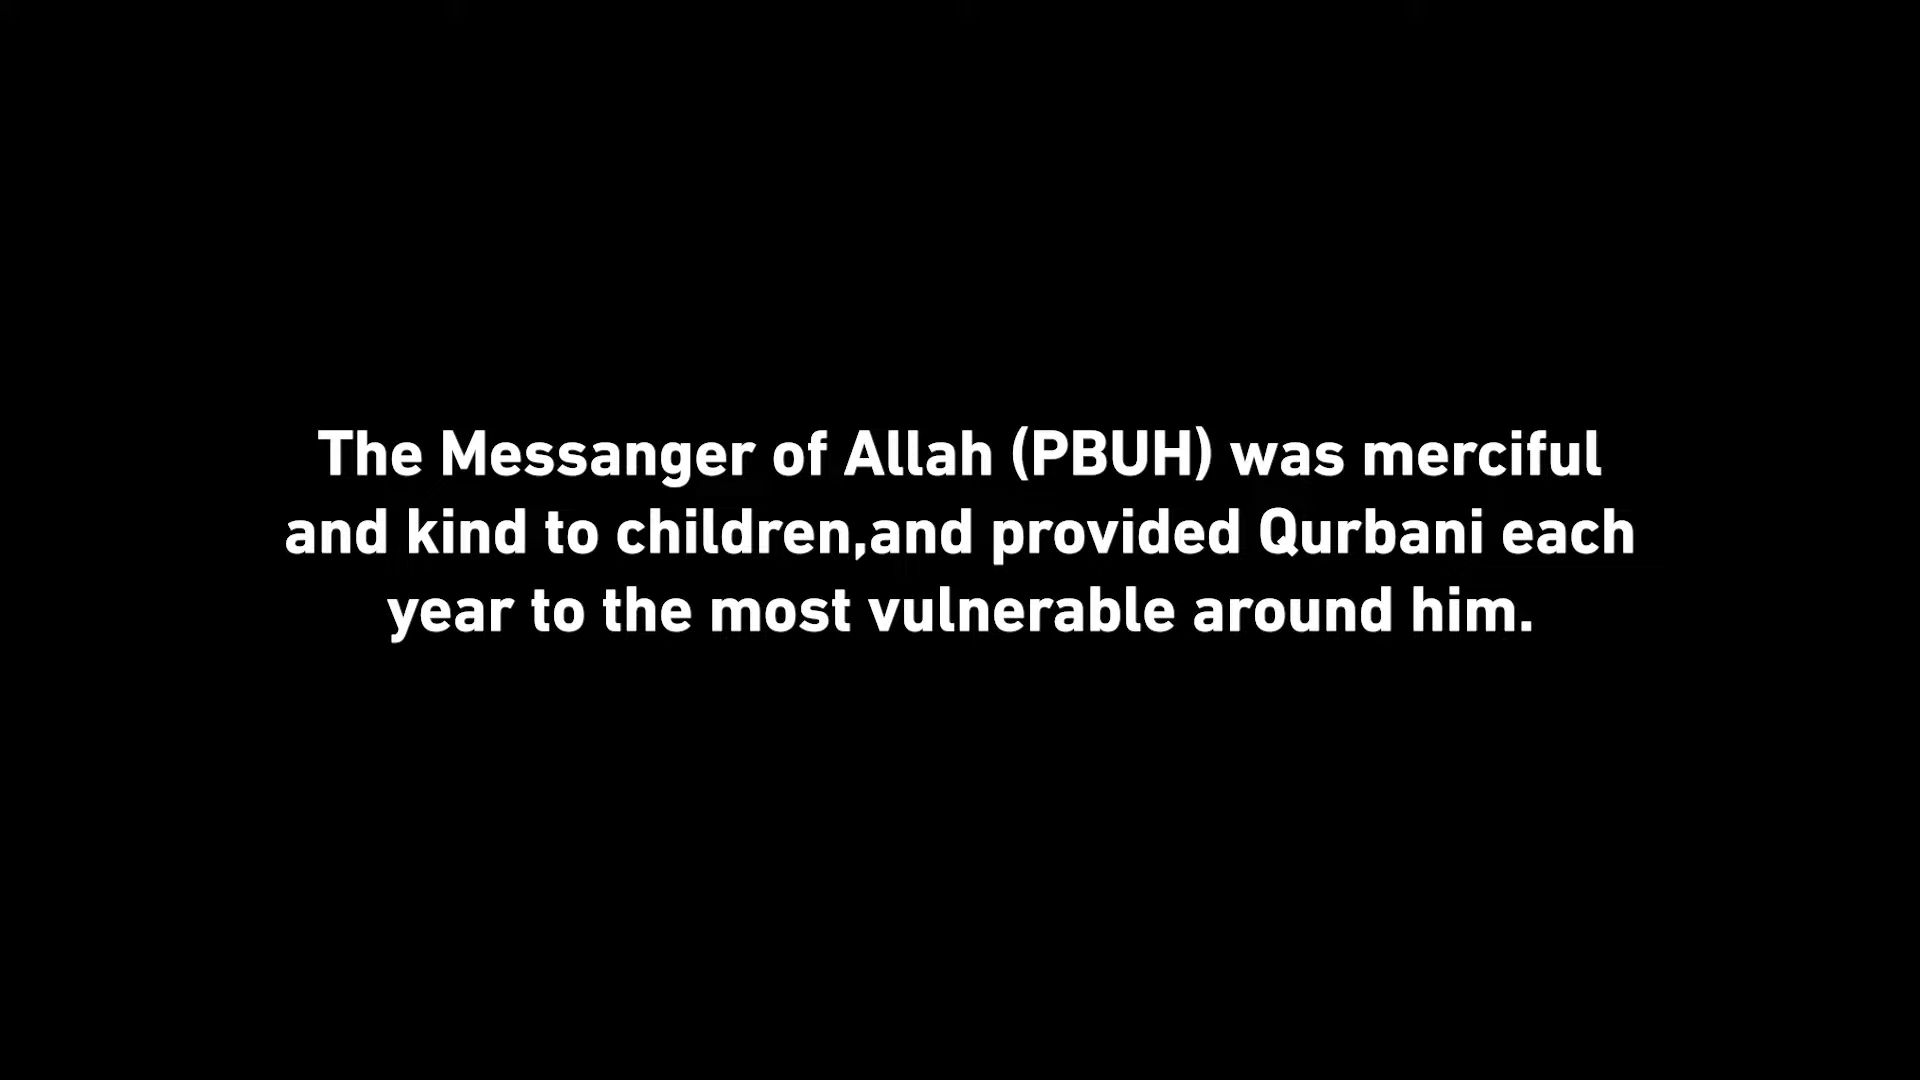 The Messanger of Allah (PBUH) was merciful
and kind to children,and provided Qurbani each
year to the most vulnerable around him.